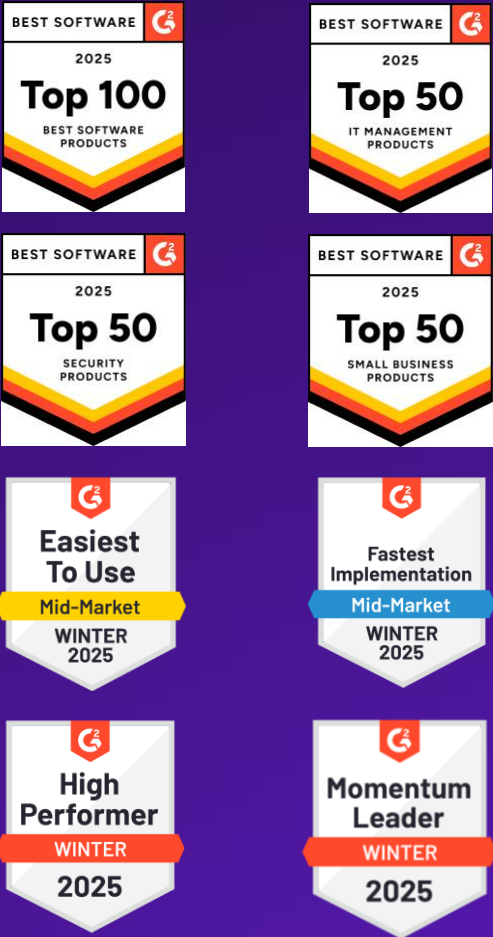 BEST SOFTWARE G2
2025
Top 100
BEST SOFTWARE
PRODUCTS
BEST SOFTWARE G2
2025
Top 50
IT MANAGEMENT
PRODUCTS
BEST SOFTWARE G2
2025
Top 50
SECURITY
PRODUCTS
BEST SOFTWARE G2
2025
Top 50
SMALL BUSINESS
PRODUCTS
G2
Easiest
To Use
Mid-Market
WINTER
2025
G2
Fastest
Implementation
Mid-Market
WINTER
2025
G2
High
Performer
WINTER
2025
G2
Momentum
Leader
WINTER
2025